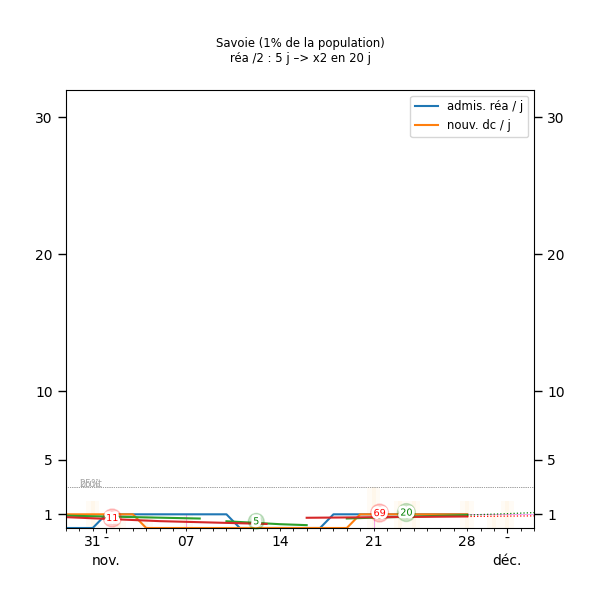 Savoie (1% de la population)
réa /2 : 5 j –> x2 en 20 j
admis. réa / j
nouv. dc / j
30 30
20 20
10 10
5 5
1 1
11 5 69 20
31 - 07 14 21 28 -
nov. déc.